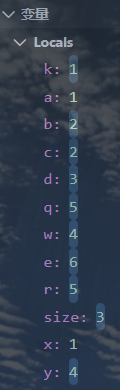 变量
Locals
k: 1
a: 1
b: 2
c: 2
d: 3
q: 5
w: 4
e: 6
r: 5
size: 3
x: 1
y: 4